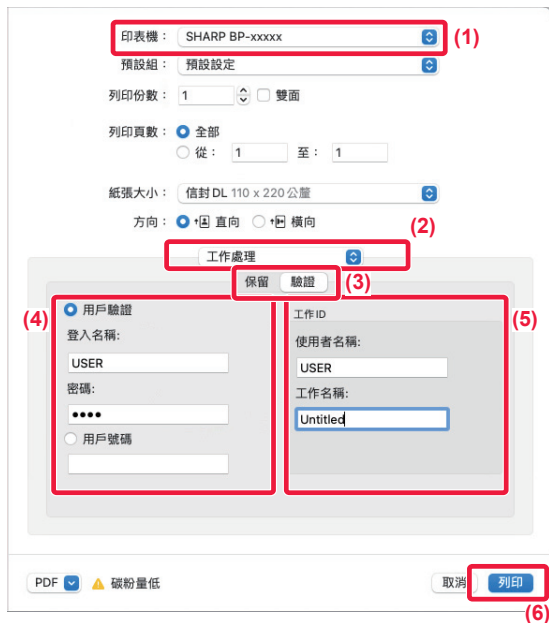 印表機： SHARP BP-xxxxx (1)
預設組： 預設設定
列印份數： 1 雙面
列印頁數： 全部
從： 1 至： 1
紙張大小： 信封 DL 110 x 220 公釐
方向： 直向 橫向
(2)
工作處理
保留 驗證 (3)
(4) 用戶驗證
登入名稱:
USER
密碼:
••••
用戶號碼
工作 ID (5)
使用者名稱:
USER
工作名稱:
Untitled
PDF 碳粉量低 取消 列印
(6)